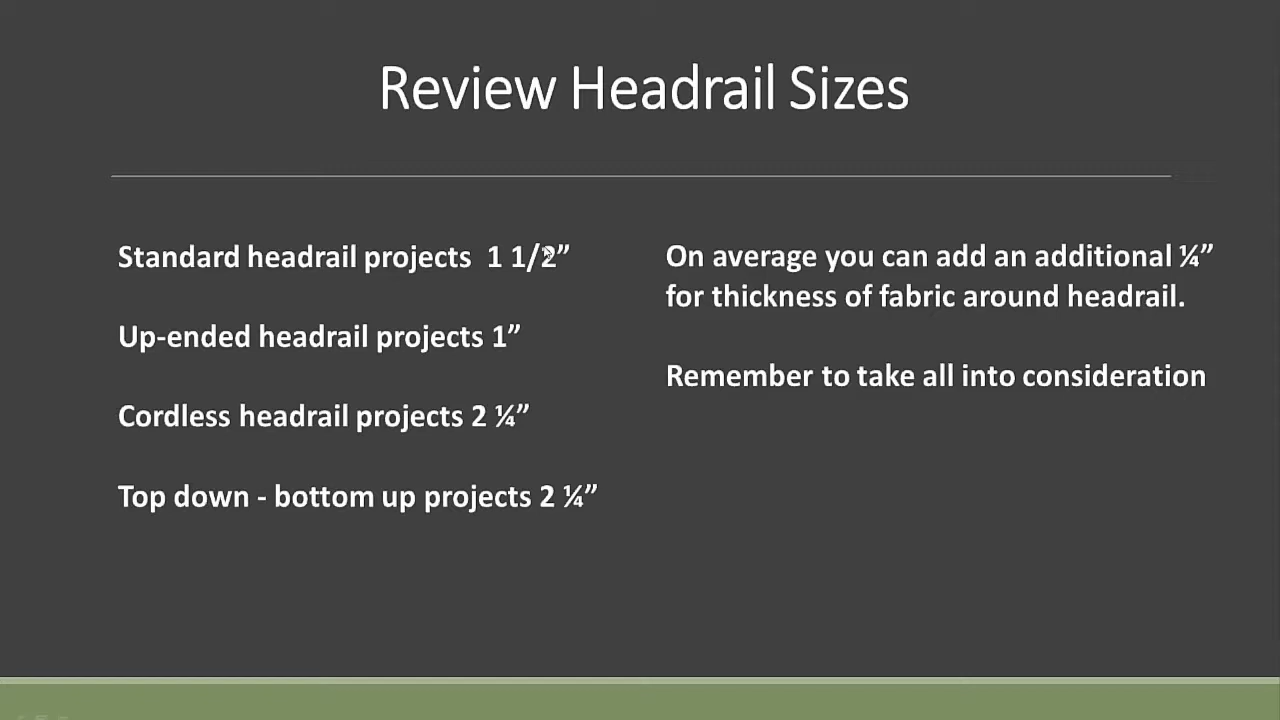 Review Headrail Sizes
Standard headrail projects  1 1/2”
Up-ended headrail projects 1”
Cordless headrail projects 2 ¼”
Top down - bottom up projects 2 ¼”
On average you can add an additional ¼”
for thickness of fabric around headrail.
Remember to take all into consideration